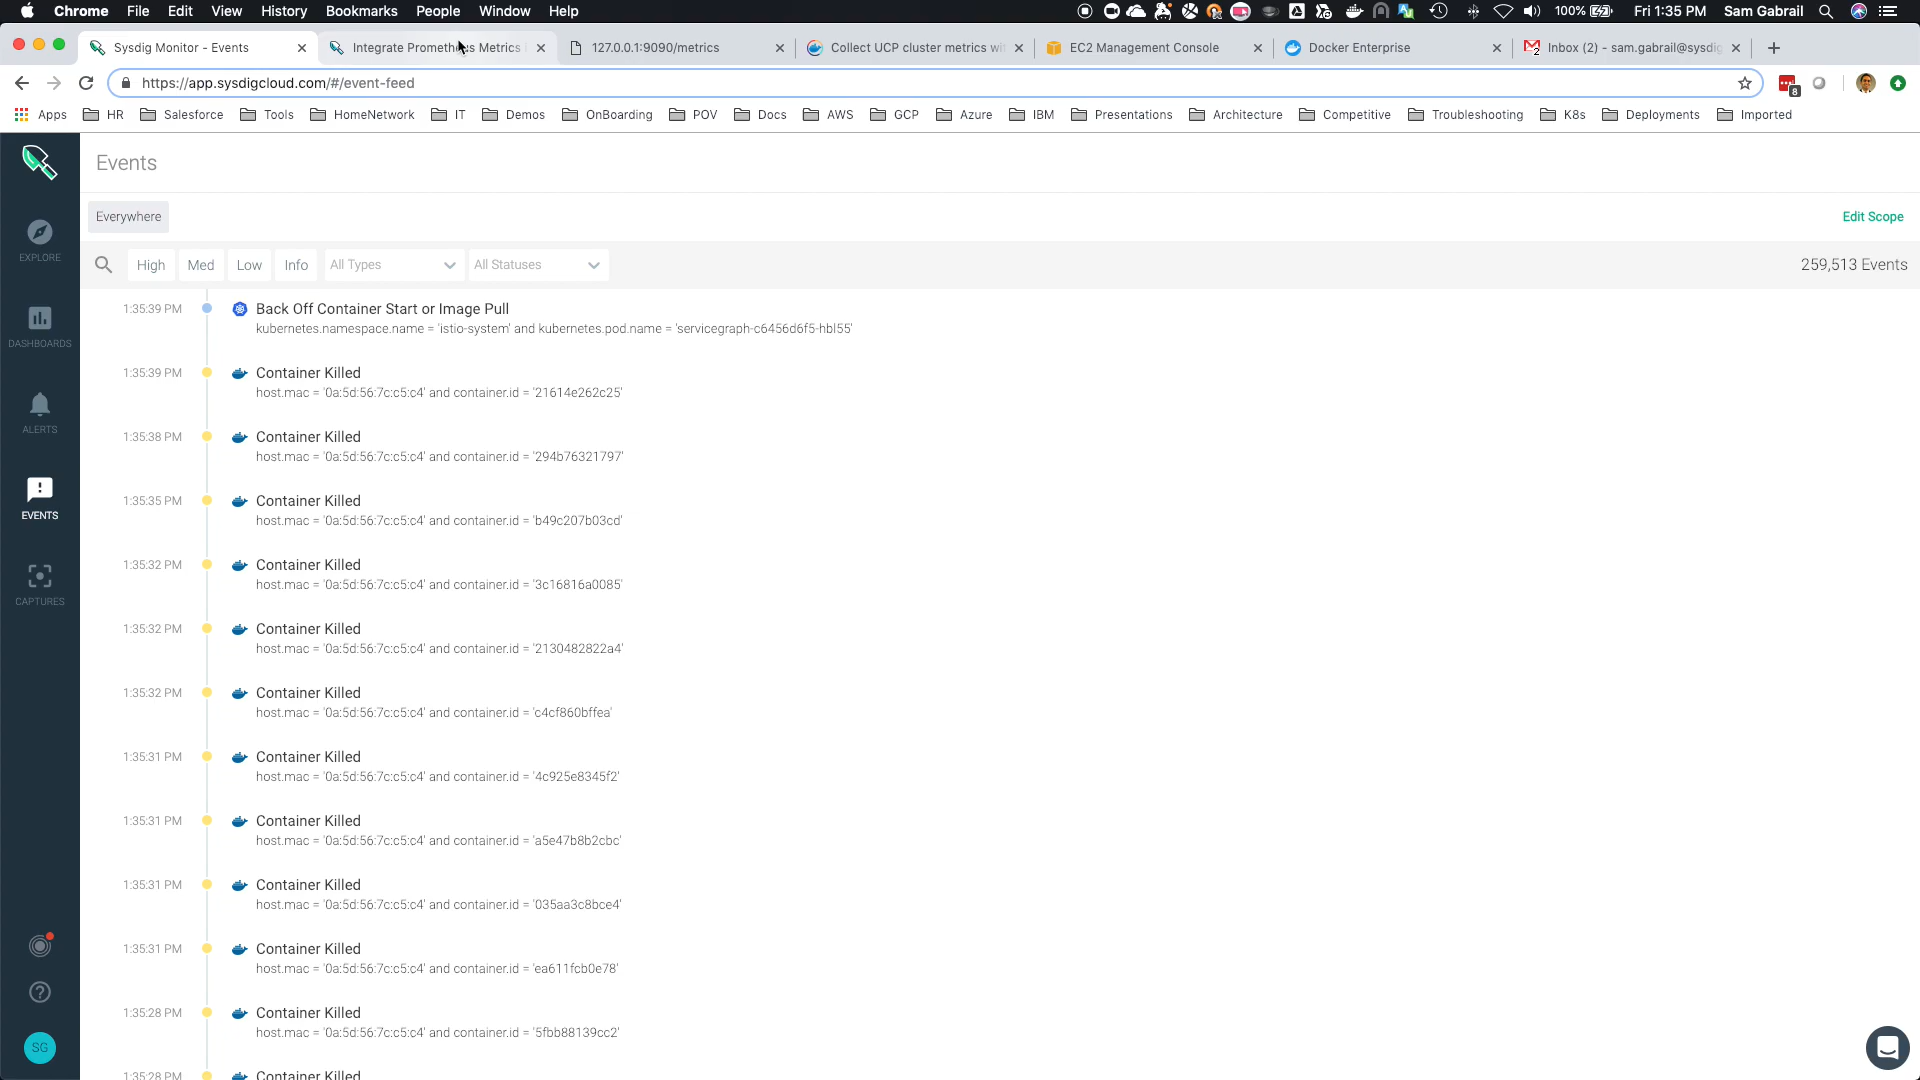 Chrome File Edit View History Bookmarks People Window Help 100% Fri 1:35 PM Sam Gabrail
Sysdig Monitor - Events Integrate Prometheus Metrics 127.0.0.1:9090/metrics Collect UCP cluster metrics wi EC2 Management Console Docker Enterprise Inbox (2) - sam.gabrail@sysdig
https://app.sysdigcloud.com/#/event-feed 8
Apps HR Salesforce Tools HomeNetwork IT Demos OnBoarding POV Docs AWS GCP Azure IBM Presentations Architecture Competitive Troubleshooting K8s Deployments Imported
Events
Everywhere Edit Scope
High Med Low Info All Types All Statuses 259,513 Events
EXPLORE
DASHBOARDS
ALERTS
EVENTS
CAPTURES
SG
1:35:39 PM Back Off Container Start or Image Pull
kubernetes.namespace.name = 'istio-system' and kubernetes.pod.name = 'servicegraph-c6456d6f5-hbl55'
1:35:39 PM Container Killed
host.mac = '0a:5d:56:7c:c5:c4' and container.id = '21614e262c25'
1:35:38 PM Container Killed
host.mac = '0a:5d:56:7c:c5:c4' and container.id = '294b76321797'
1:35:35 PM Container Killed
host.mac = '0a:5d:56:7c:c5:c4' and container.id = 'b49c207b03cd'
1:35:32 PM Container Killed
host.mac = '0a:5d:56:7c:c5:c4' and container.id = '3c16816a0085'
1:35:32 PM Container Killed
host.mac = '0a:5d:56:7c:c5:c4' and container.id = '2130482822a4'
1:35:32 PM Container Killed
host.mac = '0a:5d:56:7c:c5:c4' and container.id = 'c4cf860bffea'
1:35:31 PM Container Killed
host.mac = '0a:5d:56:7c:c5:c4' and container.id = '4c925e8345f2'
1:35:31 PM Container Killed
host.mac = '0a:5d:56:7c:c5:c4' and container.id = 'a5e47b8b2cbc'
1:35:31 PM Container Killed
host.mac = '0a:5d:56:7c:c5:c4' and container.id = '035aa3c8bce4'
1:35:31 PM Container Killed
host.mac = '0a:5d:56:7c:c5:c4' and container.id = 'ea611fcb0e78'
1:35:28 PM Container Killed
host.mac = '0a:5d:56:7c:c5:c4' and container.id = '5fbb88139cc2'
1:35:28 PM Container Killed